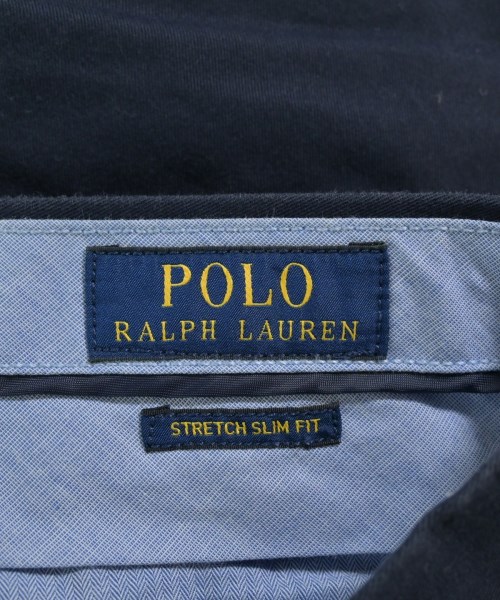 POLO
RALPH LAUREN
STRETCH SLIM FIT